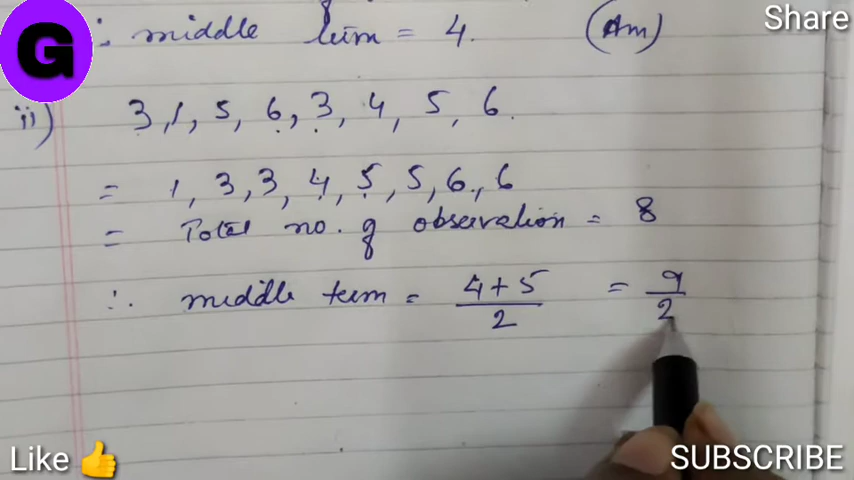 Share
G
∴ middle term = 4. (Ans)
ii) 3, 1, 5, 6, 3, 4, 5, 6.
= 1, 3, 3, 4, 5, 5, 6, 6
= Total no. of observation = 8
∴ middle term = 4+5/2 = 9/2
Like 👍
SUBSCRIBE